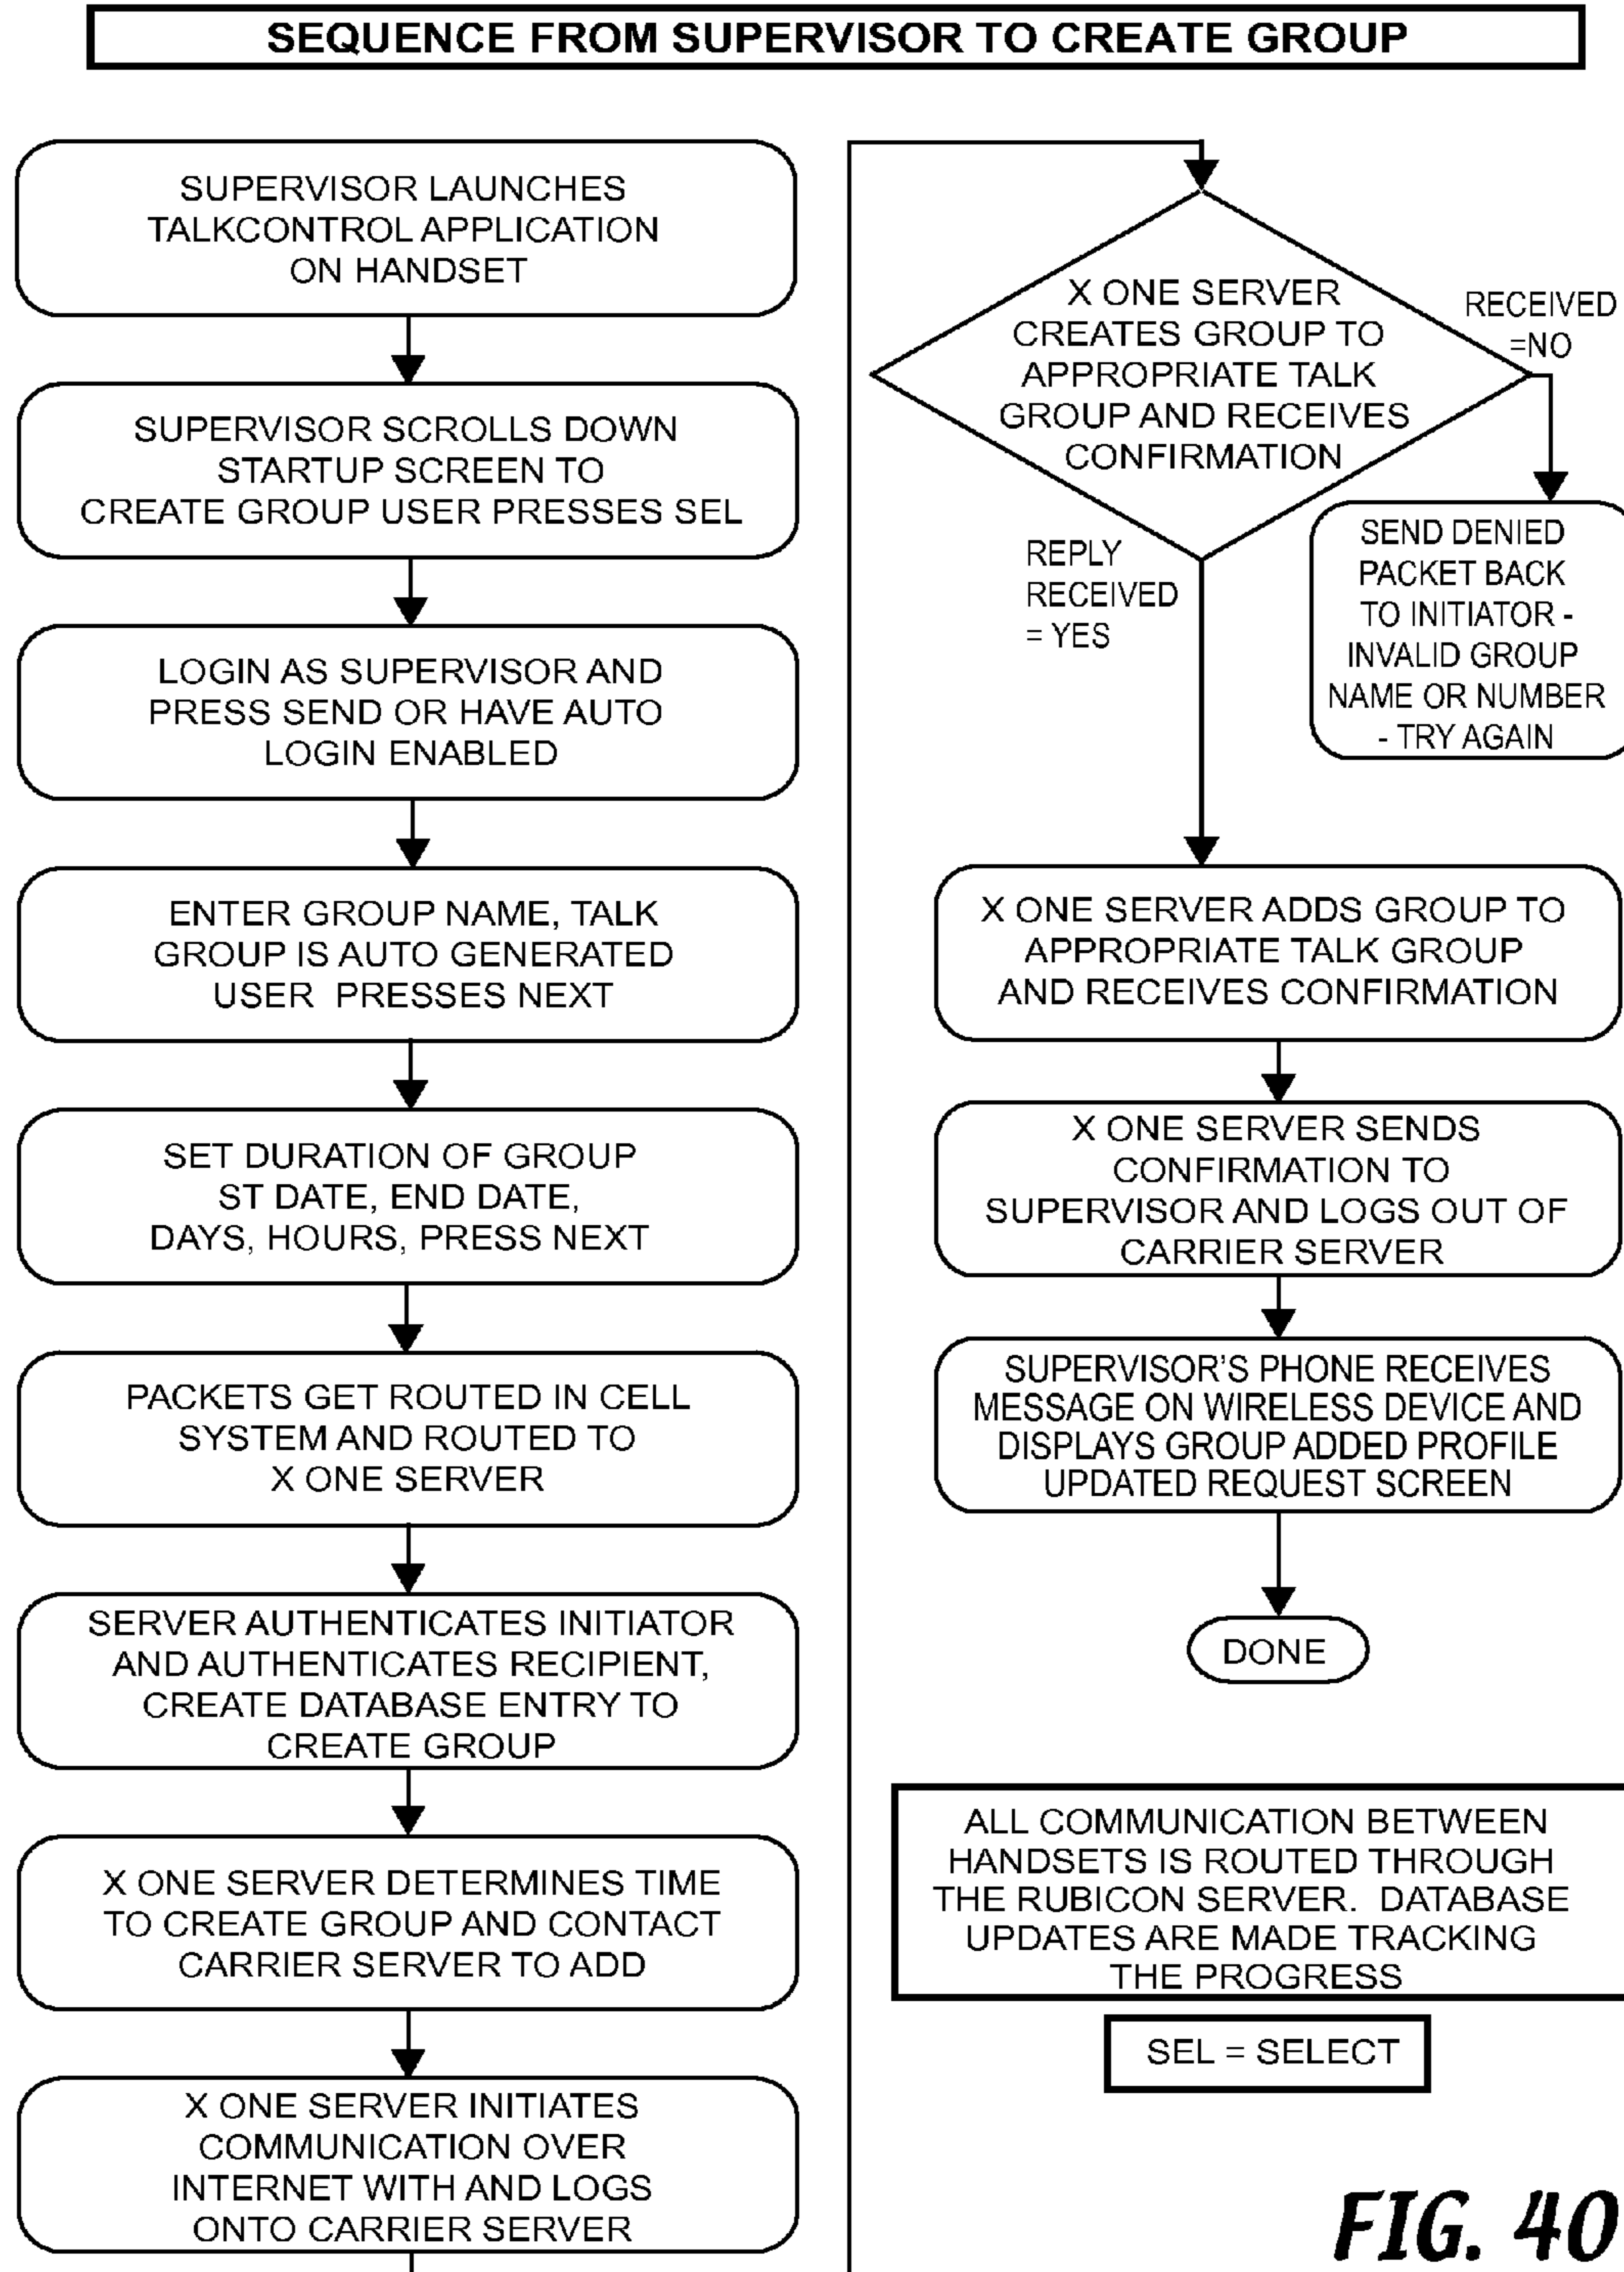 SEQUENCE FROM SUPERVISOR TO CREATE GROUP
SUPERVISOR LAUNCHES
TALKCONTROL APPLICATION
ON HANDSET
SUPERVISOR SCROLLS DOWN
STARTUP SCREEN TO
CREATE GROUP USER PRESSES SEL
LOGIN AS SUPERVISOR AND
PRESS SEND OR HAVE AUTO
LOGIN ENABLED
ENTER GROUP NAME, TALK
GROUP IS AUTO GENERATED
USER PRESSES NEXT
SET DURATION OF GROUP
ST DATE, END DATE,
DAYS, HOURS, PRESS NEXT
PACKETS GET ROUTED IN CELL
SYSTEM AND ROUTED TO
X ONE SERVER
SERVER AUTHENTICATES INITIATOR
AND AUTHENTICATES RECIPIENT,
CREATE DATABASE ENTRY TO
CREATE GROUP
X ONE SERVER DETERMINES TIME
TO CREATE GROUP AND CONTACT
CARRIER SERVER TO ADD
X ONE SERVER INITIATES
COMMUNICATION OVER
INTERNET WITH AND LOGS
ONTO CARRIER SERVER
X ONE SERVER
CREATES GROUP TO
APPROPRIATE TALK
GROUP AND RECEIVES
CONFIRMATION
RECEIVED
=NO
SEND DENIED
PACKET BACK
TO INITIATOR -
INVALID GROUP
NAME OR NUMBER
- TRY AGAIN
REPLY
RECEIVED
= YES
X ONE SERVER ADDS GROUP TO
APPROPRIATE TALK GROUP
AND RECEIVES CONFIRMATION
X ONE SERVER SENDS
CONFIRMATION TO
SUPERVISOR AND LOGS OUT OF
CARRIER SERVER
SUPERVISOR'S PHONE RECEIVES
MESSAGE ON WIRELESS DEVICE AND
DISPLAYS GROUP ADDED PROFILE
UPDATED REQUEST SCREEN
DONE
ALL COMMUNICATION BETWEEN
HANDSETS IS ROUTED THROUGH
THE RUBICON SERVER. DATABASE
UPDATES ARE MADE TRACKING
THE PROGRESS
SEL = SELECT
FIG. 40